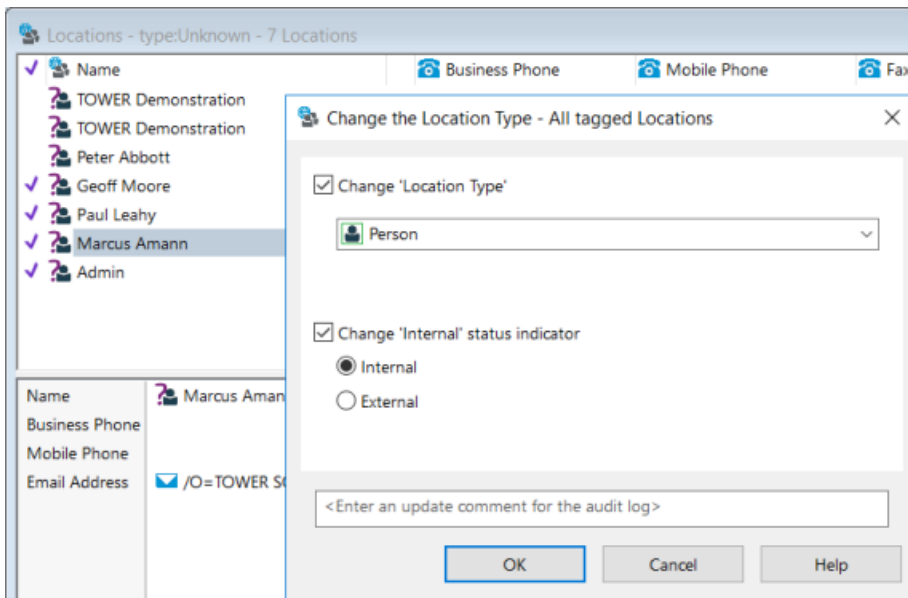 Locations - type:Unknown - 7 Locations
Name Business Phone Mobile Phone Fax
TOWER Demonstration
TOWER Demonstration
Peter Abbott
Geoff Moore
Paul Leahy
Marcus Amann
Admin
Change the Location Type - All tagged Locations
Change 'Location Type'
Person
Change 'Internal' status indicator
Internal
External
<Enter an update comment for the audit log>
OK Cancel Help
Name Marcus Aman
Business Phone
Mobile Phone
Email Address /O=TOWER SO